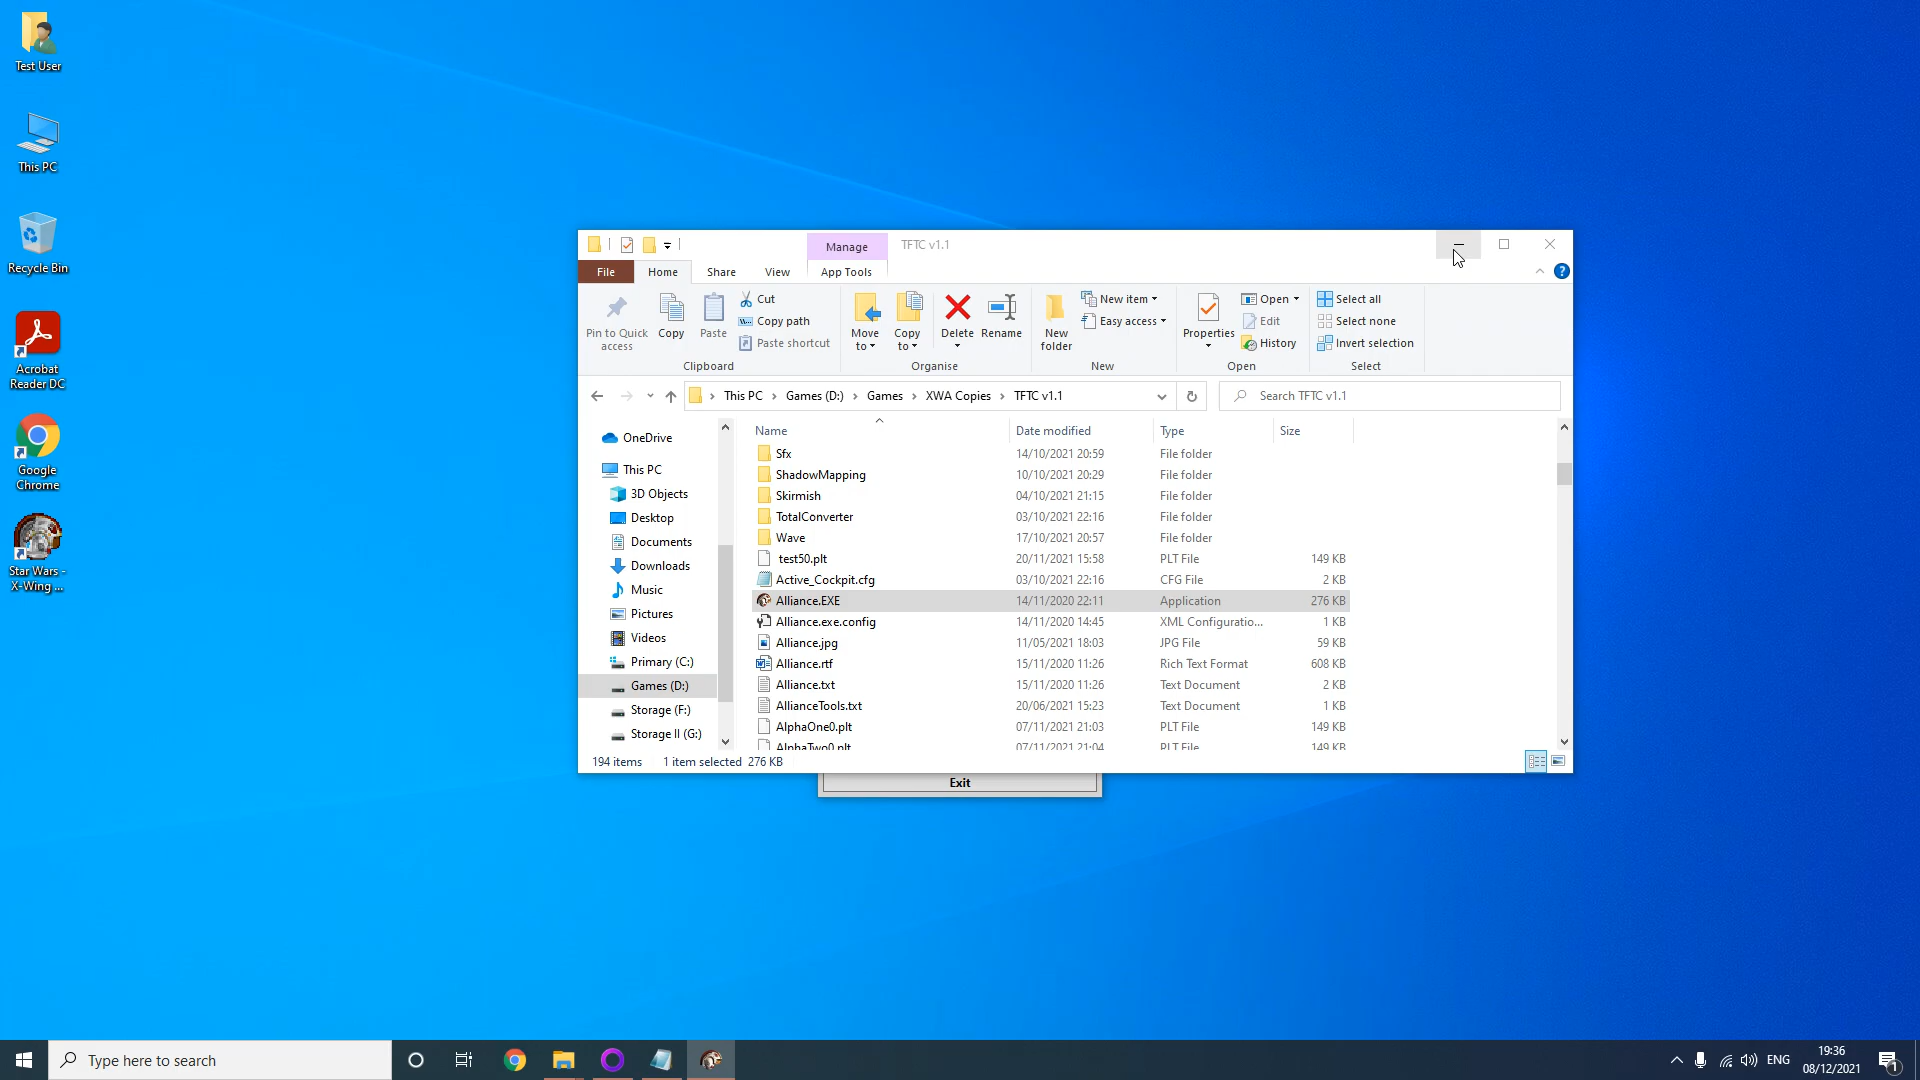 Test User
This PC
Recycle Bin
Acrobat
Reader DC
Google
Chrome
Star Wars -
X-Wing ...
Manage
TFTC v1.1
File
Home
Share
View
App Tools
Pin to Quick
access
Copy
Paste
Cut
Copy path
Paste shortcut
Clipboard
Move
to
Copy
to
Delete
Rename
Organise
New
folder
New item
Easy access
New
Properties
Open
Edit
History
Open
Select all
Select none
Invert selection
Select
This PC > Games (D:) > Games > XWA Copies > TFTC v1.1
Search TFTC v1.1
OneDrive
This PC
3D Objects
Desktop
Documents
Downloads
Music
Pictures
Videos
Primary (C:)
Games (D:)
Storage (F:)
Storage II (G:)
Name Date modified Type Size
Sfx 14/10/2021 20:59 File folder
ShadowMapping 10/10/2021 20:29 File folder
Skirmish 04/10/2021 21:15 File folder
TotalConverter 03/10/2021 22:16 File folder
Wave 17/10/2021 20:57 File folder
test50.plt 20/11/2021 15:58 PLT File 149 KB
Active_Cockpit.cfg 03/10/2021 22:16 CFG File 2 KB
Alliance.EXE 14/11/2020 22:11 Application 276 KB
Alliance.exe.config 14/11/2020 14:45 XML Configuratio... 1 KB
Alliance.jpg 11/05/2021 18:03 JPG File 59 KB
Alliance.rtf 15/11/2020 11:26 Rich Text Format 608 KB
Alliance.txt 15/11/2020 11:26 Text Document 2 KB
AllianceTools.txt 20/06/2021 15:23 Text Document 1 KB
AlphaOne0.plt 07/11/2021 21:03 PLT File 149 KB
AlphaTwo0.plt 07/11/2021 21:04 PLT File 149 KB
194 items 1 item selected 276 KB
Exit
Type here to search
ENG
19:36
08/12/2021
1